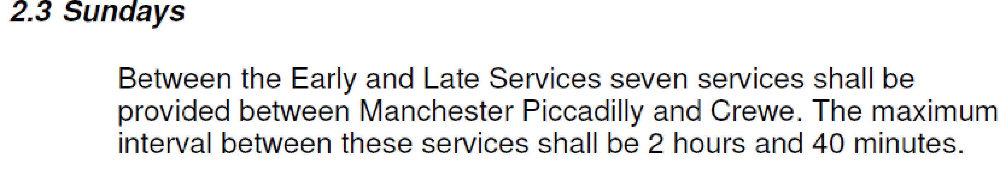 2.3 Sundays
Between the Early and Late Services seven services shall be
provided between Manchester Piccadilly and Crewe. The maximum
interval between these services shall be 2 hours and 40 minutes.